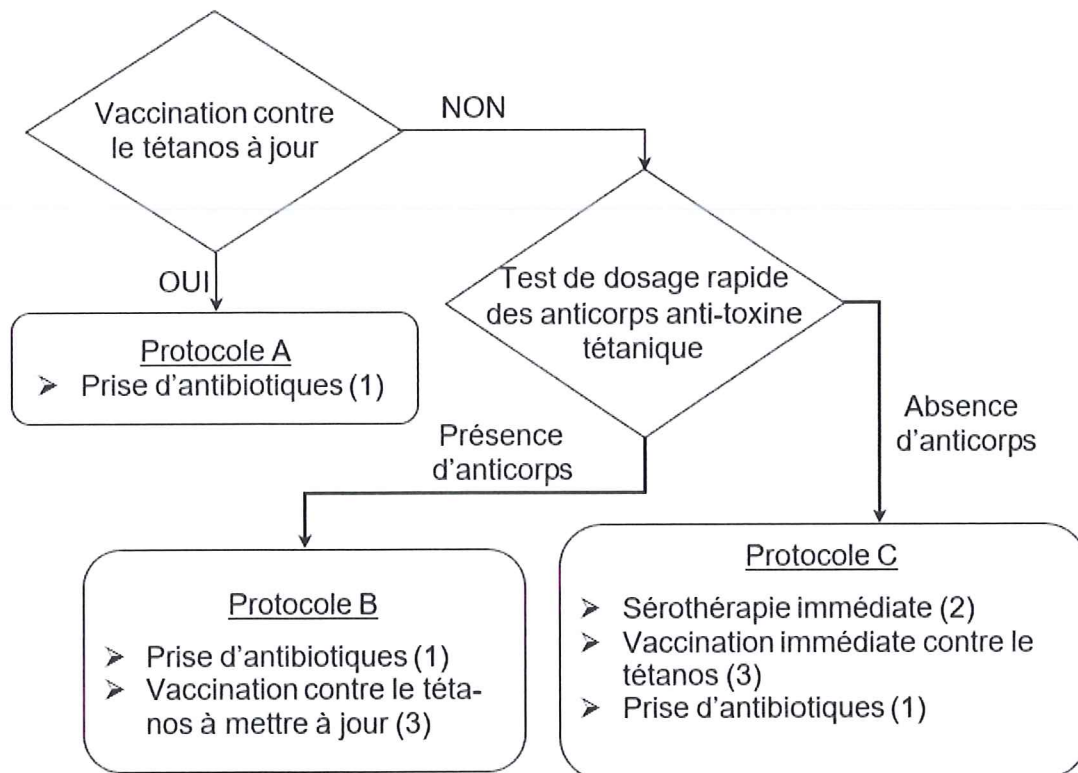 Vaccination contre
le tétanos à jour
NON
OUI
Test de dosage rapide
des anticorps anti-toxine
tétanique
Protocole A
➤ Prise d'antibiotiques (1)
Présence
d'anticorps
Absence
d'anticorps
Protocole B
➤ Prise d'antibiotiques (1)
➤ Vaccination contre le téta-
nos à mettre à jour (3)
Protocole C
➤ Sérothérapie immédiate (2)
➤ Vaccination immédiate contre le
tétanos (3)
➤ Prise d'antibiotiques (1)